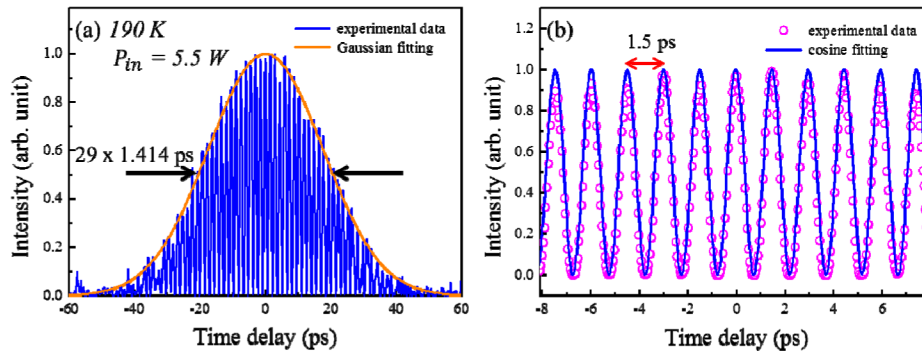 (a) 190 K
P_in = 5.5 W
experimental data
Gaussian fitting
29 x 1.414 ps
Intensity (arb. unit)
1.0
0.8
0.6
0.4
0.2
0.0
-60 -40 -20 0 20 40 60
Time delay (ps)
(b)
1.5 ps
experimental data
cosine fitting
Intensity (arb. unit)
1.2
1.0
0.8
0.6
0.4
0.2
0.0
-8 -6 -4 -2 0 2 4 6
Time delay (ps)